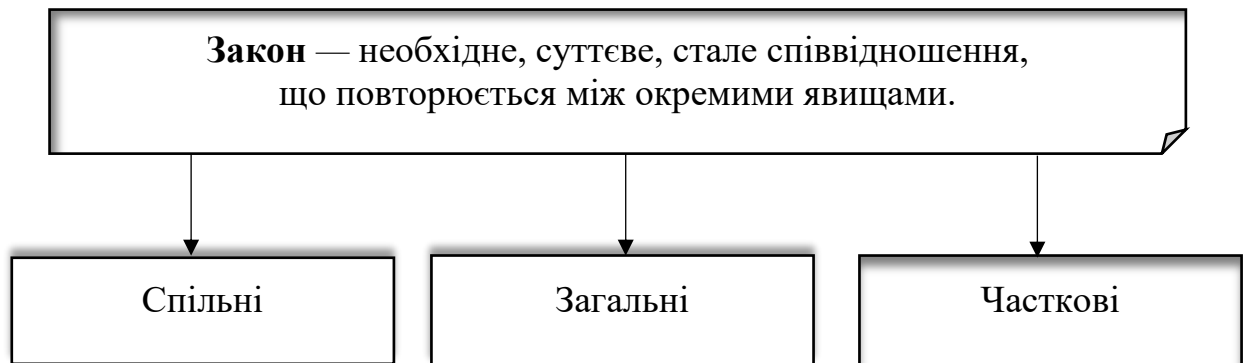 Закон — необхідне, суттєве, стале співвідношення,
що повторюється між окремими явищами.
Спільні
Загальні
Часткові